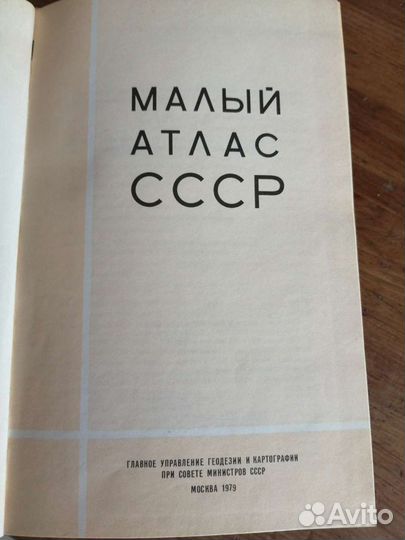 МАЛЫЙ
АТЛАС
СССР
ГЛАВНОЕ УПРАВЛЕНИЕ ГЕОДЕЗИИ И КАРТОГРАФИИ
ПРИ СОВЕТЕ МИНИСТРОВ СССР
МОСКВА 1979
Avito